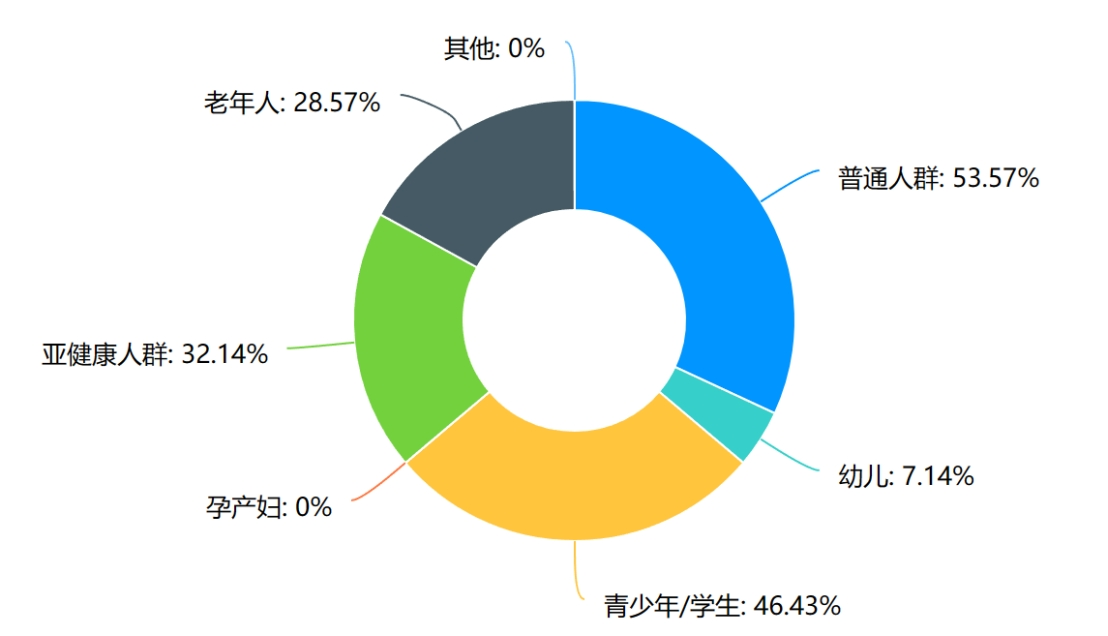 其他: 0%
老年人: 28.57%
普通人群: 53.57%
亚健康人群: 32.14%
幼儿: 7.14%
孕产妇: 0%
青少年/学生: 46.43%